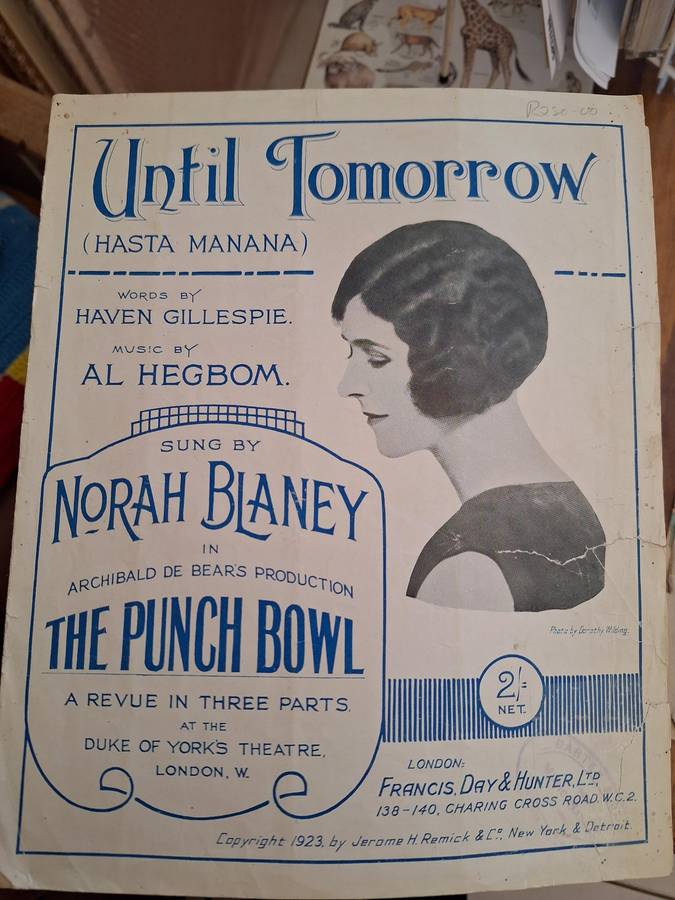 R250-00
Until Tomorrow
(HASTA MANANA)
WORDS BY
HAVEN GILLESPIE.
MUSIC BY
AL HEGBOM.
SUNG BY
NORAH BLANEY
IN
ARCHIBALD DE BEAR'S PRODUCTION
THE PUNCH BOWL
A REVUE IN THREE PARTS.
AT THE
DUKE OF YORK'S THEATRE,
LONDON, W.
Photo by Dorothy Wilding.
2/-
NET.
LONDON:
FRANCIS, DAY & HUNTER, LTD,
138-140, CHARING CROSS ROAD. W.C.2.
Copyright 1923, by Jerome H. Remick & Co., New York & Detroit.